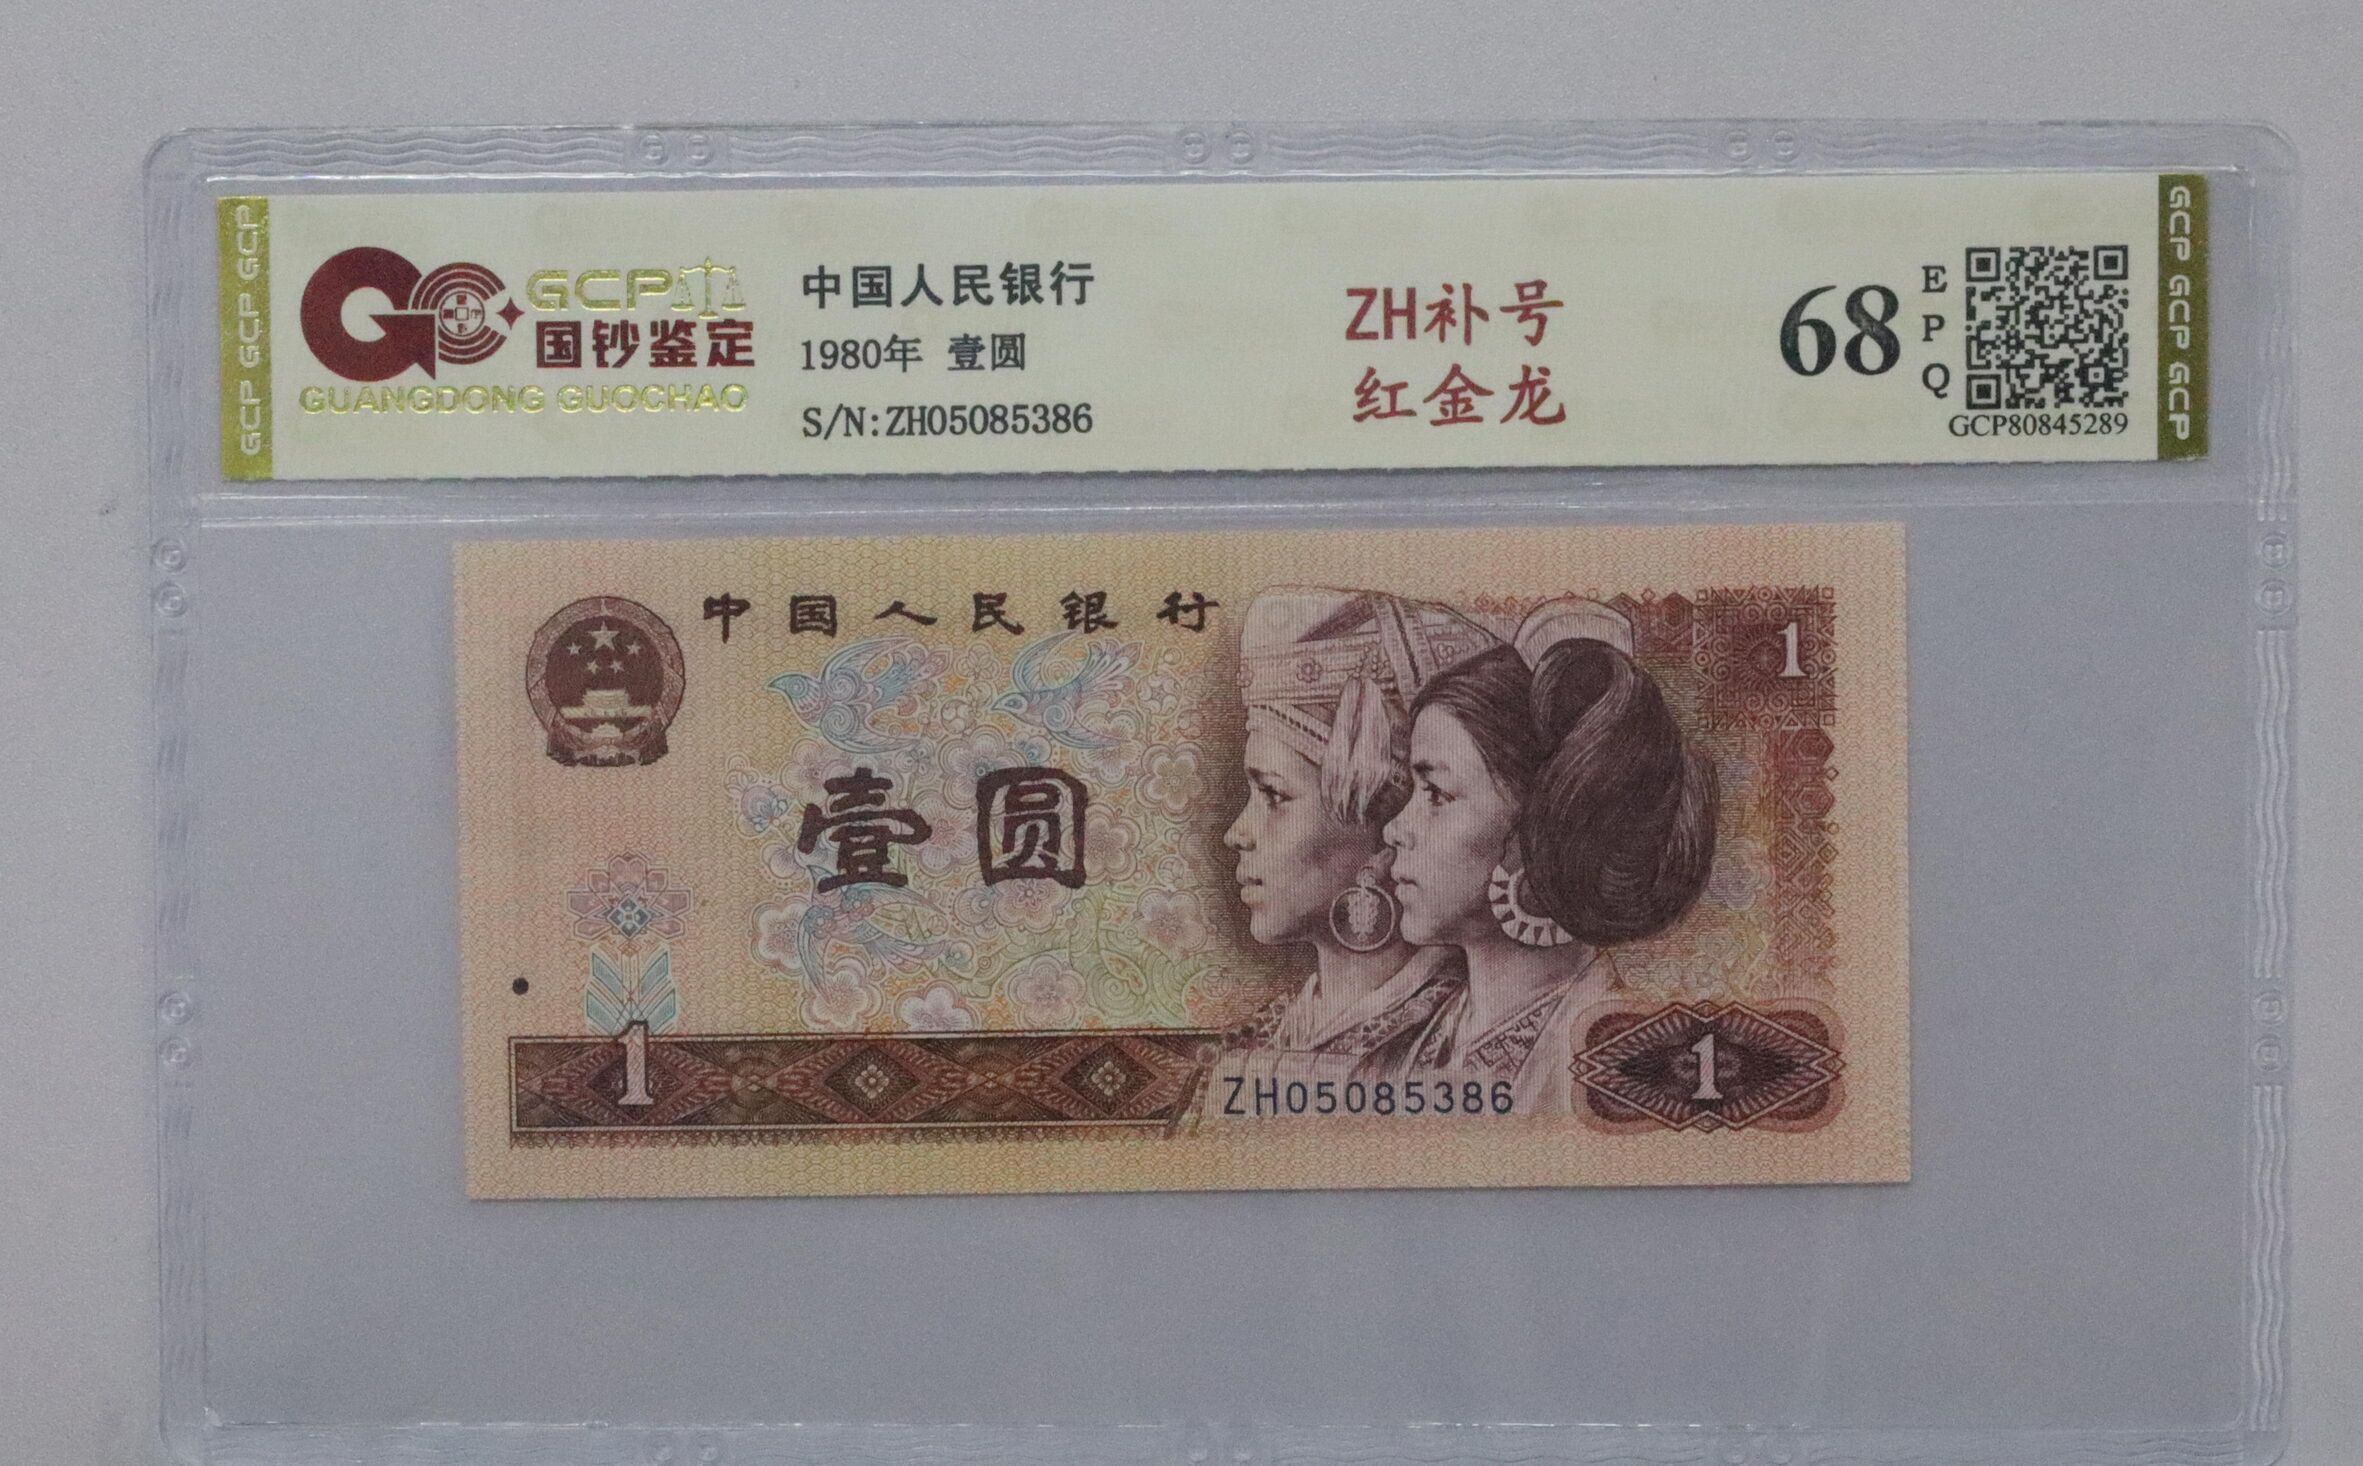 GCP GCP GCP
GCP
国钞鉴定
GUANGDONG GUOCHAO
中国人民银行
1980年 壹圆
S/N:ZH05085386
ZH补号
红金龙
68
EPQ
GCP80845289
GCP GCP GCP
中国人民银行
1
壹圆
1
ZH05085386
1